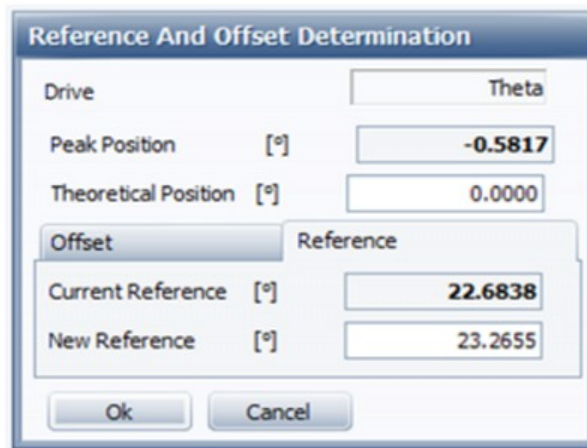 Reference And Offset Determination
Drive Theta
Peak Position [°] -0.5817
Theoretical Position [°] 0.0000
Offset Reference
Current Reference [°] 22.6838
New Reference [°] 23.2655
Ok Cancel